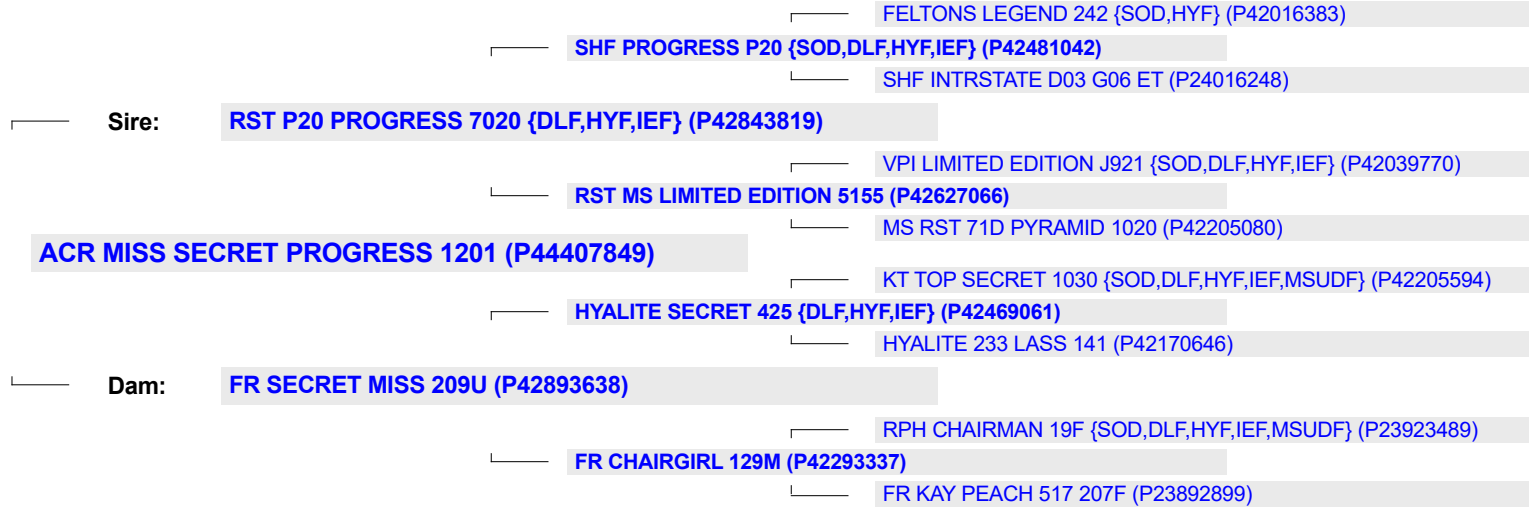 FELTONS LEGEND 242 {SOD,HYF} (P42016383)
SHF PROGRESS P20 {SOD,DLF,HYF,IEF} (P42481042)
SHF INTRSTATE D03 G06 ET (P24016248)
Sire: RST P20 PROGRESS 7020 {DLF,HYF,IEF} (P42843819)
VPI LIMITED EDITION J921 {SOD,DLF,HYF,IEF} (P42039770)
RST MS LIMITED EDITION 5155 (P42627066)
MS RST 71D PYRAMID 1020 (P42205080)
ACR MISS SECRET PROGRESS 1201 (P44407849)
KT TOP SECRET 1030 {SOD,DLF,HYF,IEF,MSUDF} (P42205594)
HYALITE SECRET 425 {DLF,HYF,IEF} (P42469061)
HYALITE 233 LASS 141 (P42170646)
Dam: FR SECRET MISS 209U (P42893638)
RPH CHAIRMAN 19F {SOD,DLF,HYF,IEF,MSUDF} (P23923489)
FR CHAIRGIRL 129M (P42293337)
FR KAY PEACH 517 207F (P23892899)